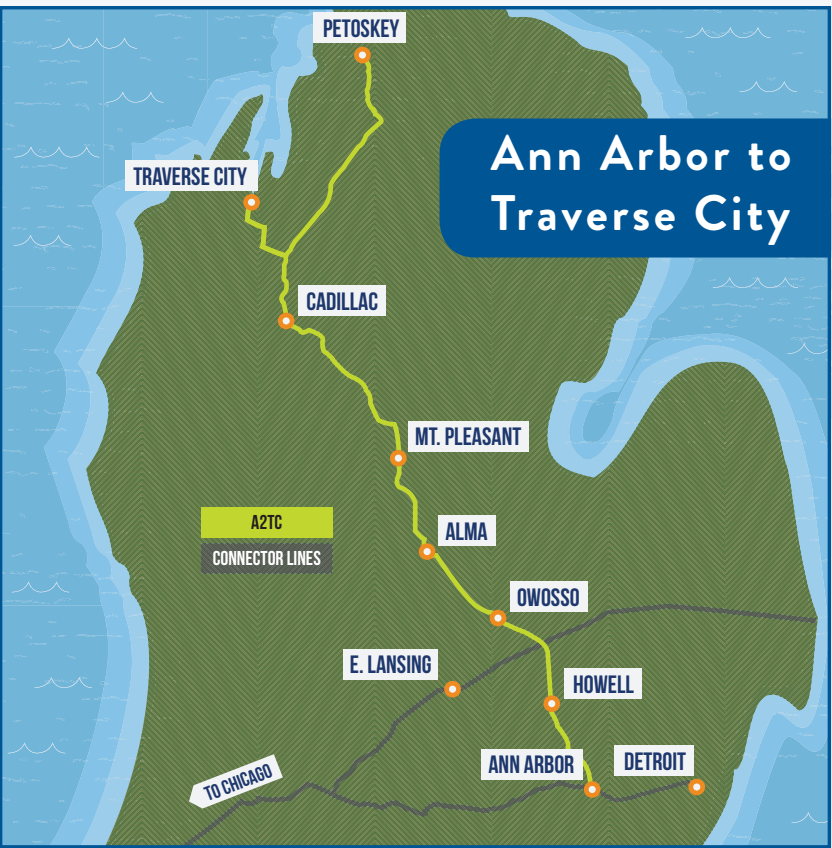 PETOSKEY
Ann Arbor to
Traverse City
TRAVERSE CITY
CADILLAC
MT. PLEASANT
A2TC
CONNECTOR LINES
ALMA
OWOSSO
E. LANSING
HOWELL
ANN ARBOR
DETROIT
TO CHICAGO